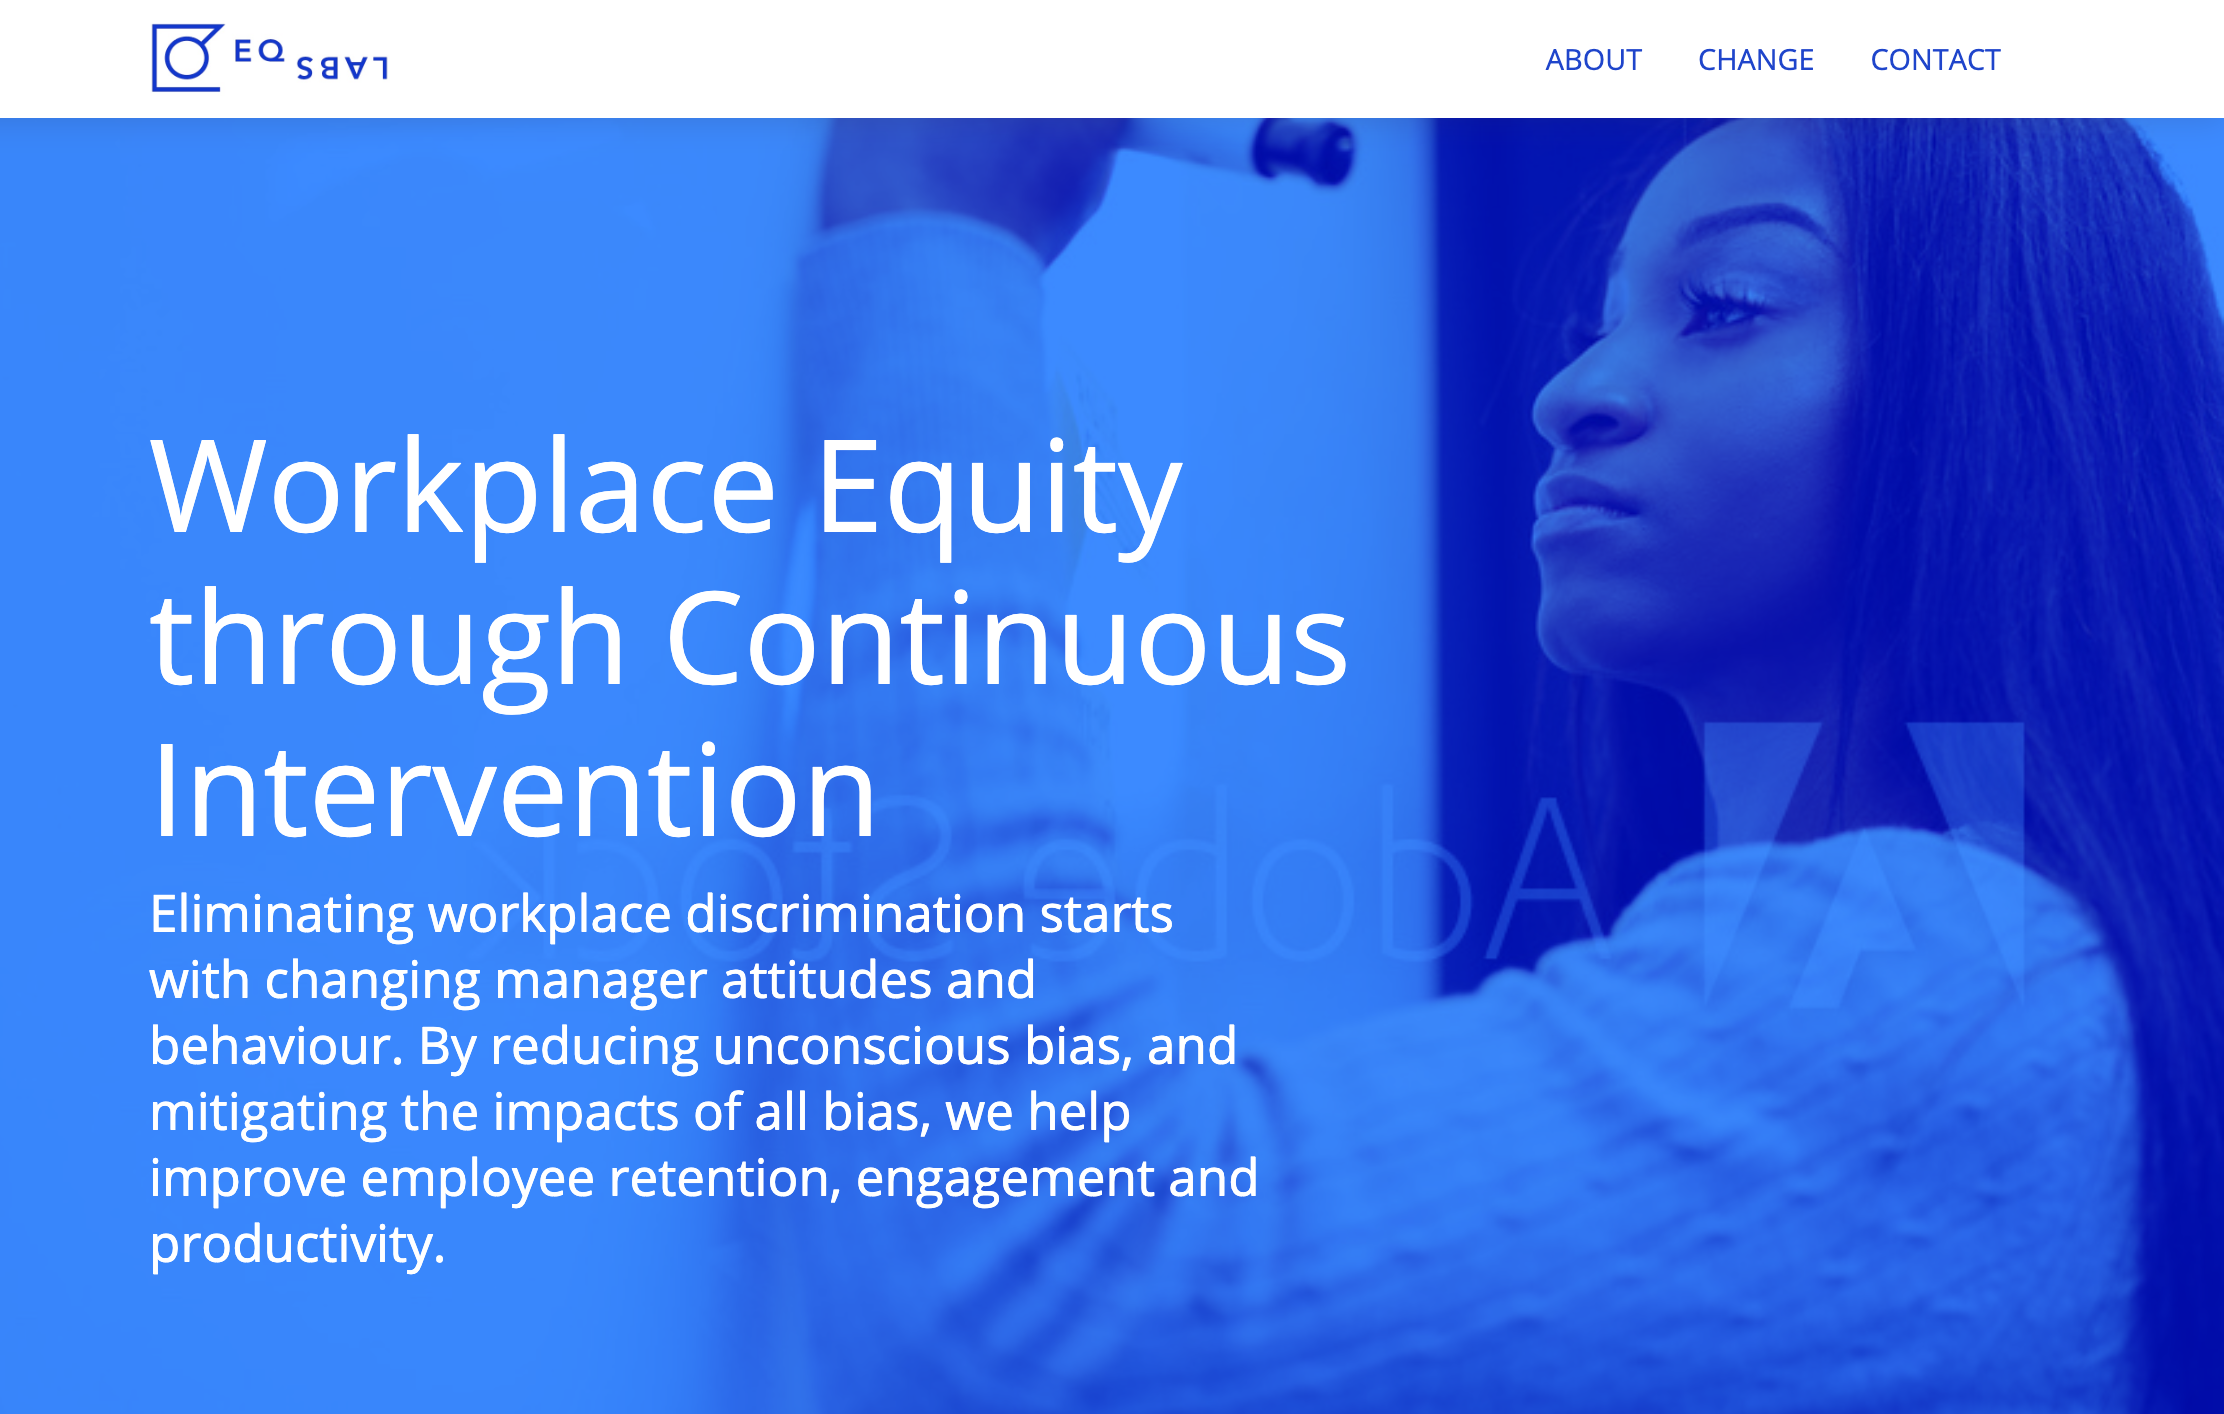 EQ LABS
ABOUT CHANGE CONTACT
Workplace Equity
through Continuous
Intervention
Adobe Stock
Eliminating workplace discrimination starts
with changing manager attitudes and
behaviour. By reducing unconscious bias, and
mitigating the impacts of all bias, we help
improve employee retention, engagement and
productivity.